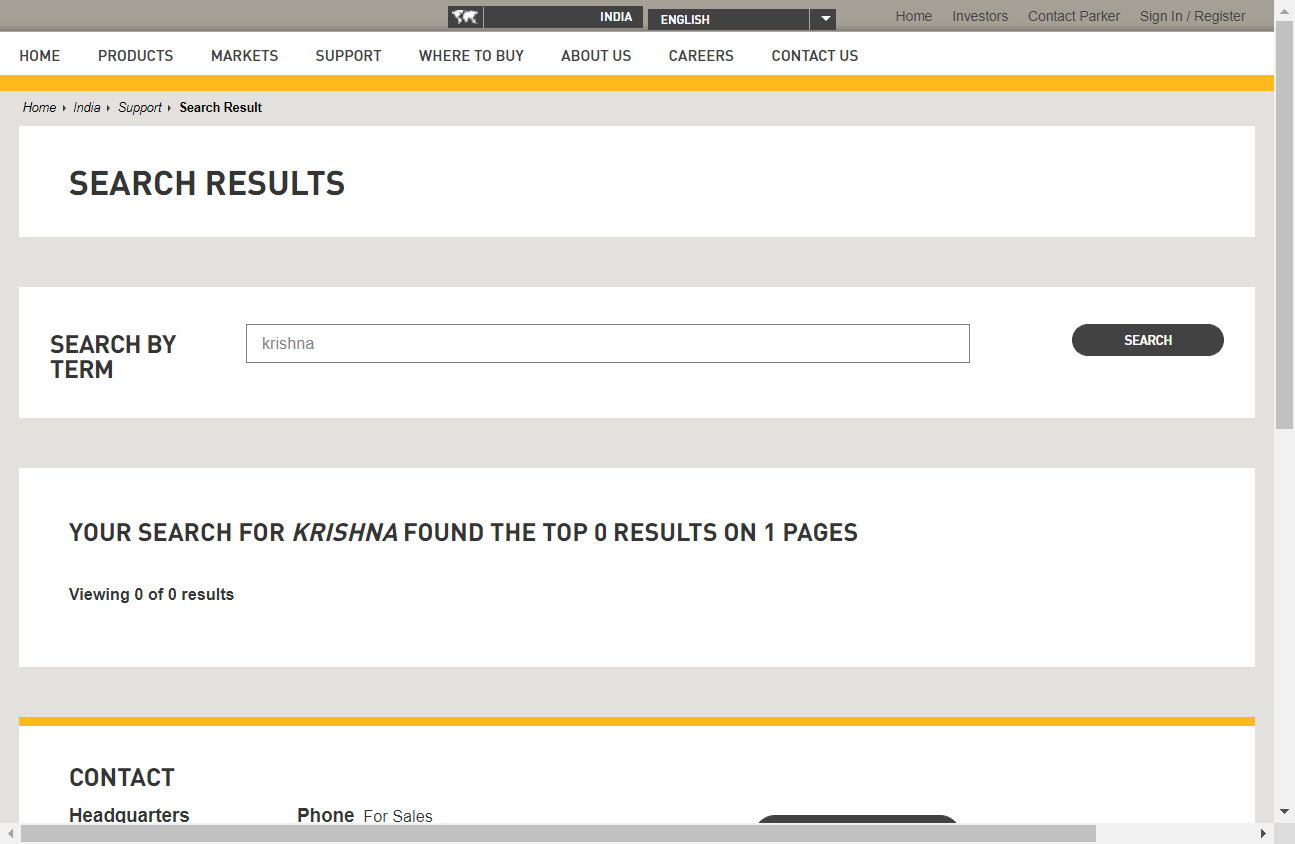 INDIA ENGLISH Home Investors Contact Parker Sign In / Register
HOME PRODUCTS MARKETS SUPPORT WHERE TO BUY ABOUT US CAREERS CONTACT US
Home India Support Search Result
SEARCH RESULTS
SEARCH BY
TERM
krishna
SEARCH
YOUR SEARCH FOR KRISHNA FOUND THE TOP 0 RESULTS ON 1 PAGES
Viewing 0 of 0 results
CONTACT
Headquarters Phone For Sales